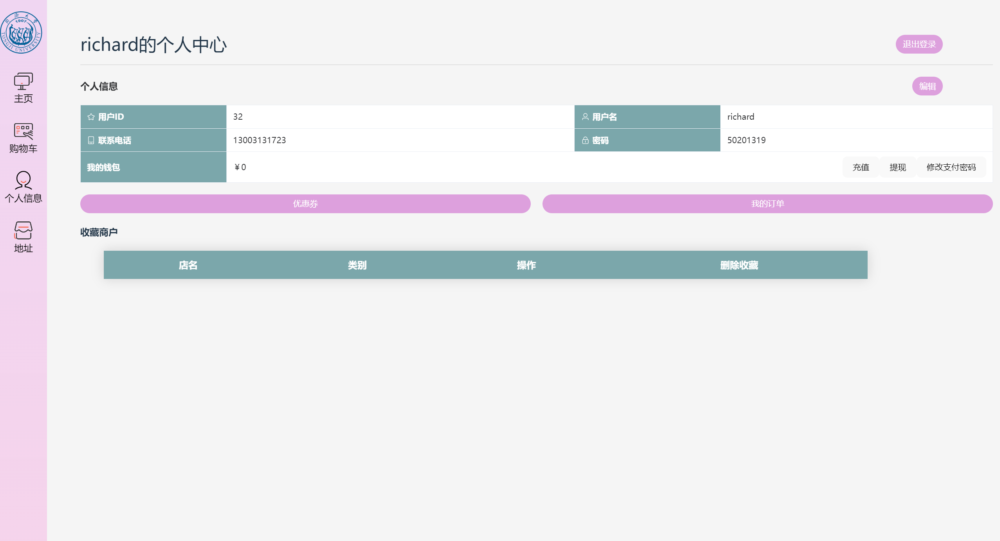 同济大学
1907
TONGJI UNIVERSITY
主页
购物车
个人信息
地址
richard的个人中心
退出登录
个人信息
编辑
用户ID 32 用户名 richard
联系电话 13003131723 密码 50201319
我的钱包 ￥0 充值 提现 修改支付密码
优惠券 我的订单
收藏商户
店名 类别 操作 删除收藏